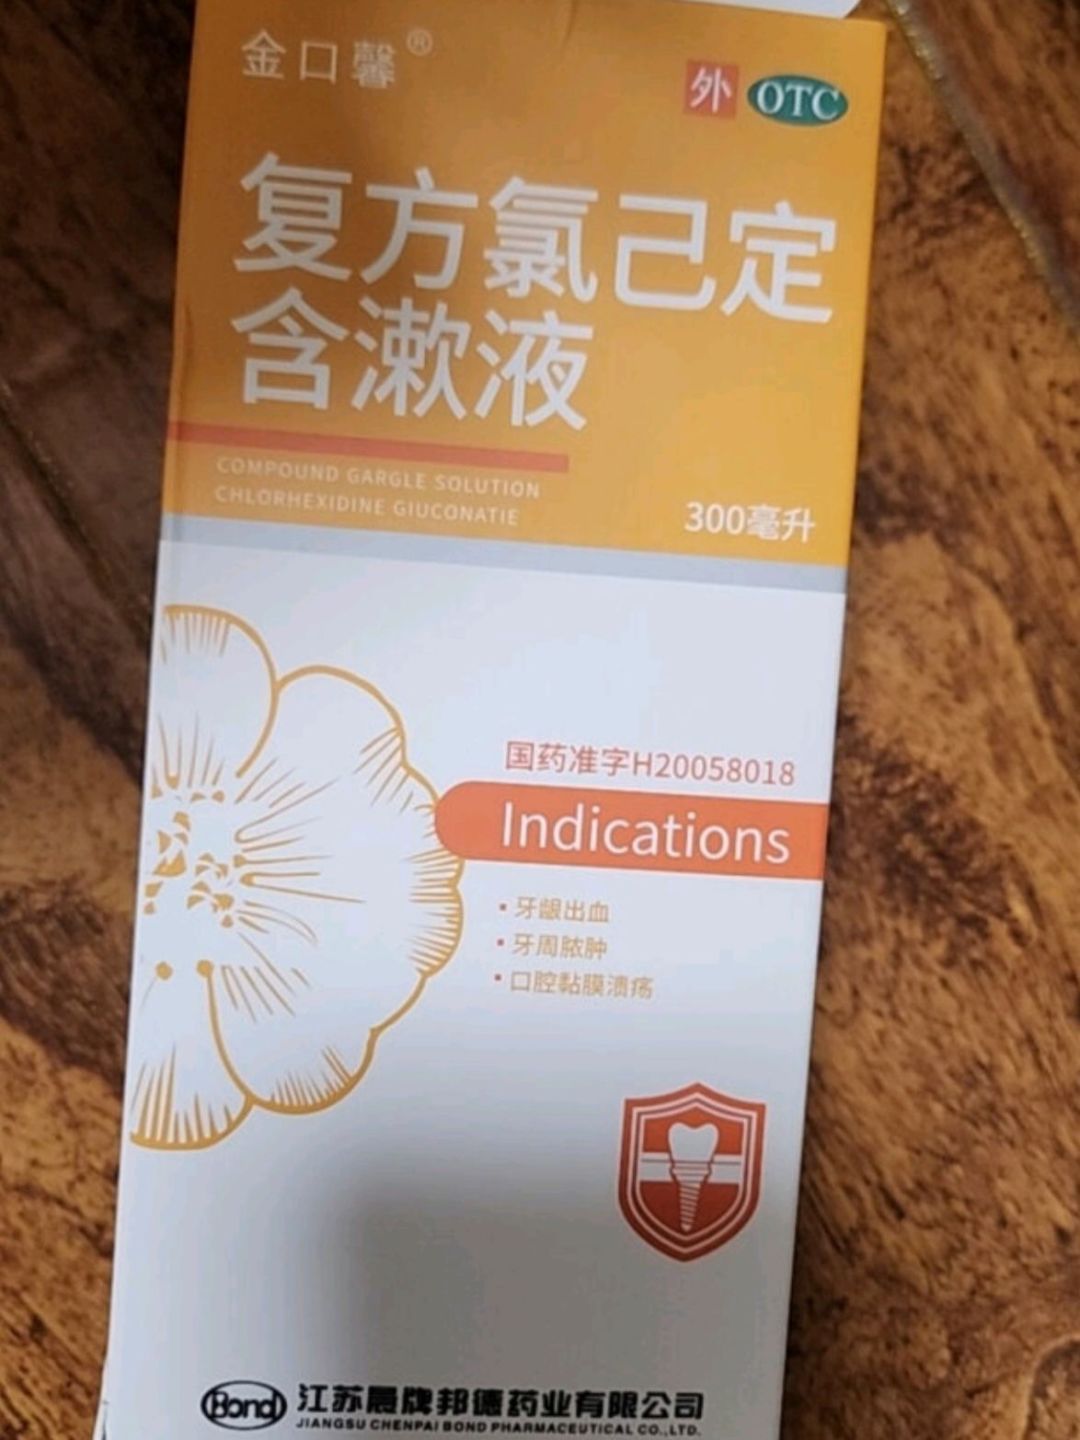 金口馨®
外 OTC
复方氯己定
含漱液
COMPOUND GARGLE SOLUTION
CHLORHEXIDINE GIUCONATIE
300毫升
国药准字H20058018
Indications
▪ 牙龈出血
▪ 牙周脓肿
▪ 口腔黏膜溃疡
Bond 江苏晨牌邦德药业有限公司
JIANGSU CHENPAI BOND PHARMACEUTICAL CO.,LTD.